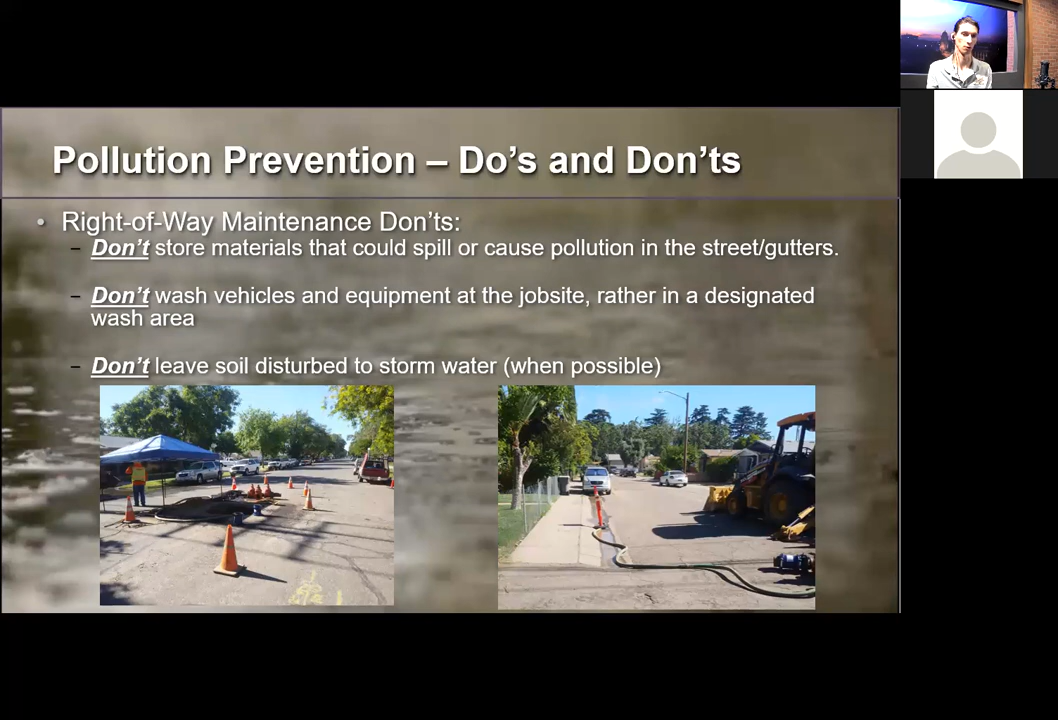 Pollution Prevention – Do's and Don'ts
• Right-of-Way Maintenance Don'ts:
– Don't store materials that could spill or cause pollution in the street/gutters.
– Don't wash vehicles and equipment at the jobsite, rather in a designated
wash area
– Don't leave soil disturbed to storm water (when possible)